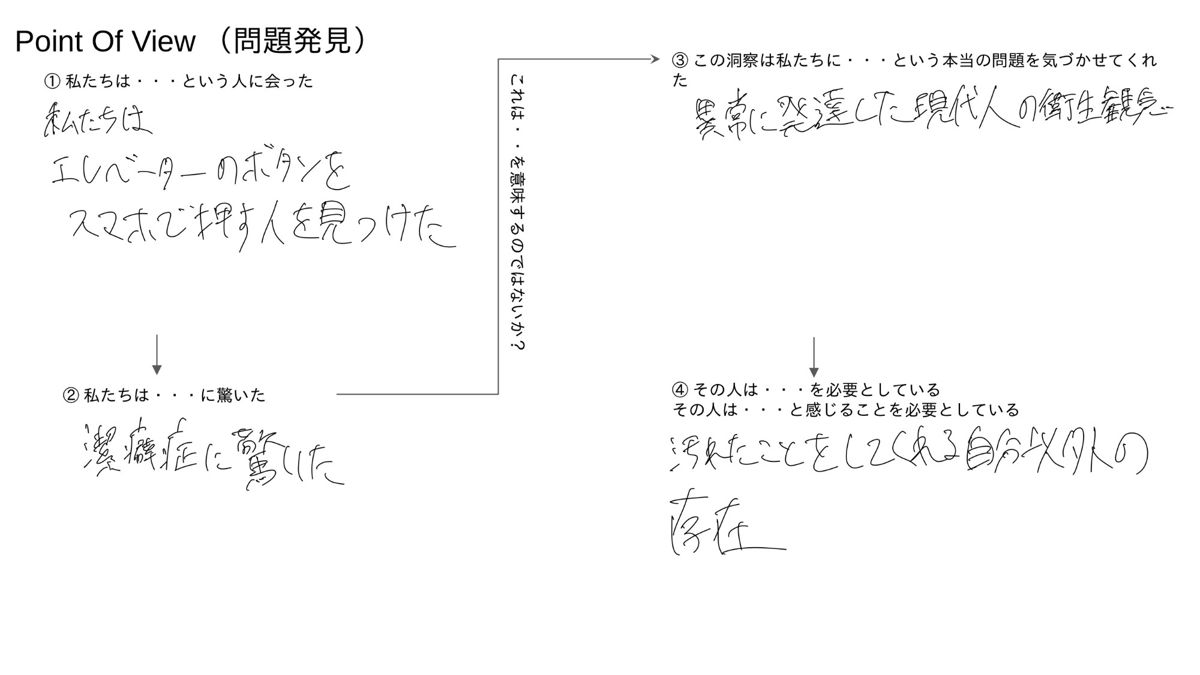 Point Of View （問題発見）
① 私たちは・・・という人に会った
私たちは
エレベーターのボタンを
スマホで押す人を見つけた
② 私たちは・・・に驚いた
潔癖症に驚いた
これは・・を意味するのではないか？
③ この洞察は私たちに・・・という本当の問題を気づかせてくれ
た
異常に発達した現代人の衛生観念
④ その人は・・・を必要としている
その人は・・・と感じることを必要としている
汚れたことをしてくれる自分以外人の
存在